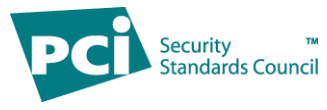 PCi
Security ™
Standards Council